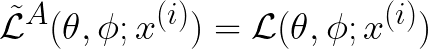 $\tilde{\mathcal{L}}^A(\theta, \phi; x^{(i)}) = \mathcal{L}(\theta, \phi; x^{(i)})$